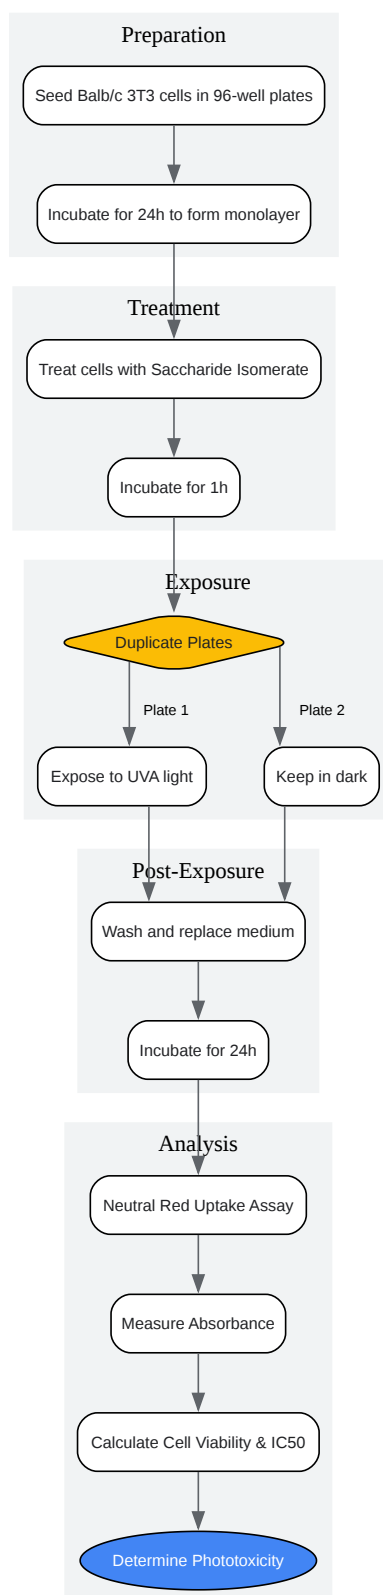 Preparation
Seed Balb/c 3T3 cells in 96-well plates
Incubate for 24h to form monolayer
Treatment
Treat cells with Saccharide Isomerate
Incubate for 1h
Exposure
Duplicate Plates
Plate 1
Plate 2
Expose to UVA light
Keep in dark
Post-Exposure
Wash and replace medium
Incubate for 24h
Analysis
Neutral Red Uptake Assay
Measure Absorbance
Calculate Cell Viability & IC50
Determine Phototoxicity